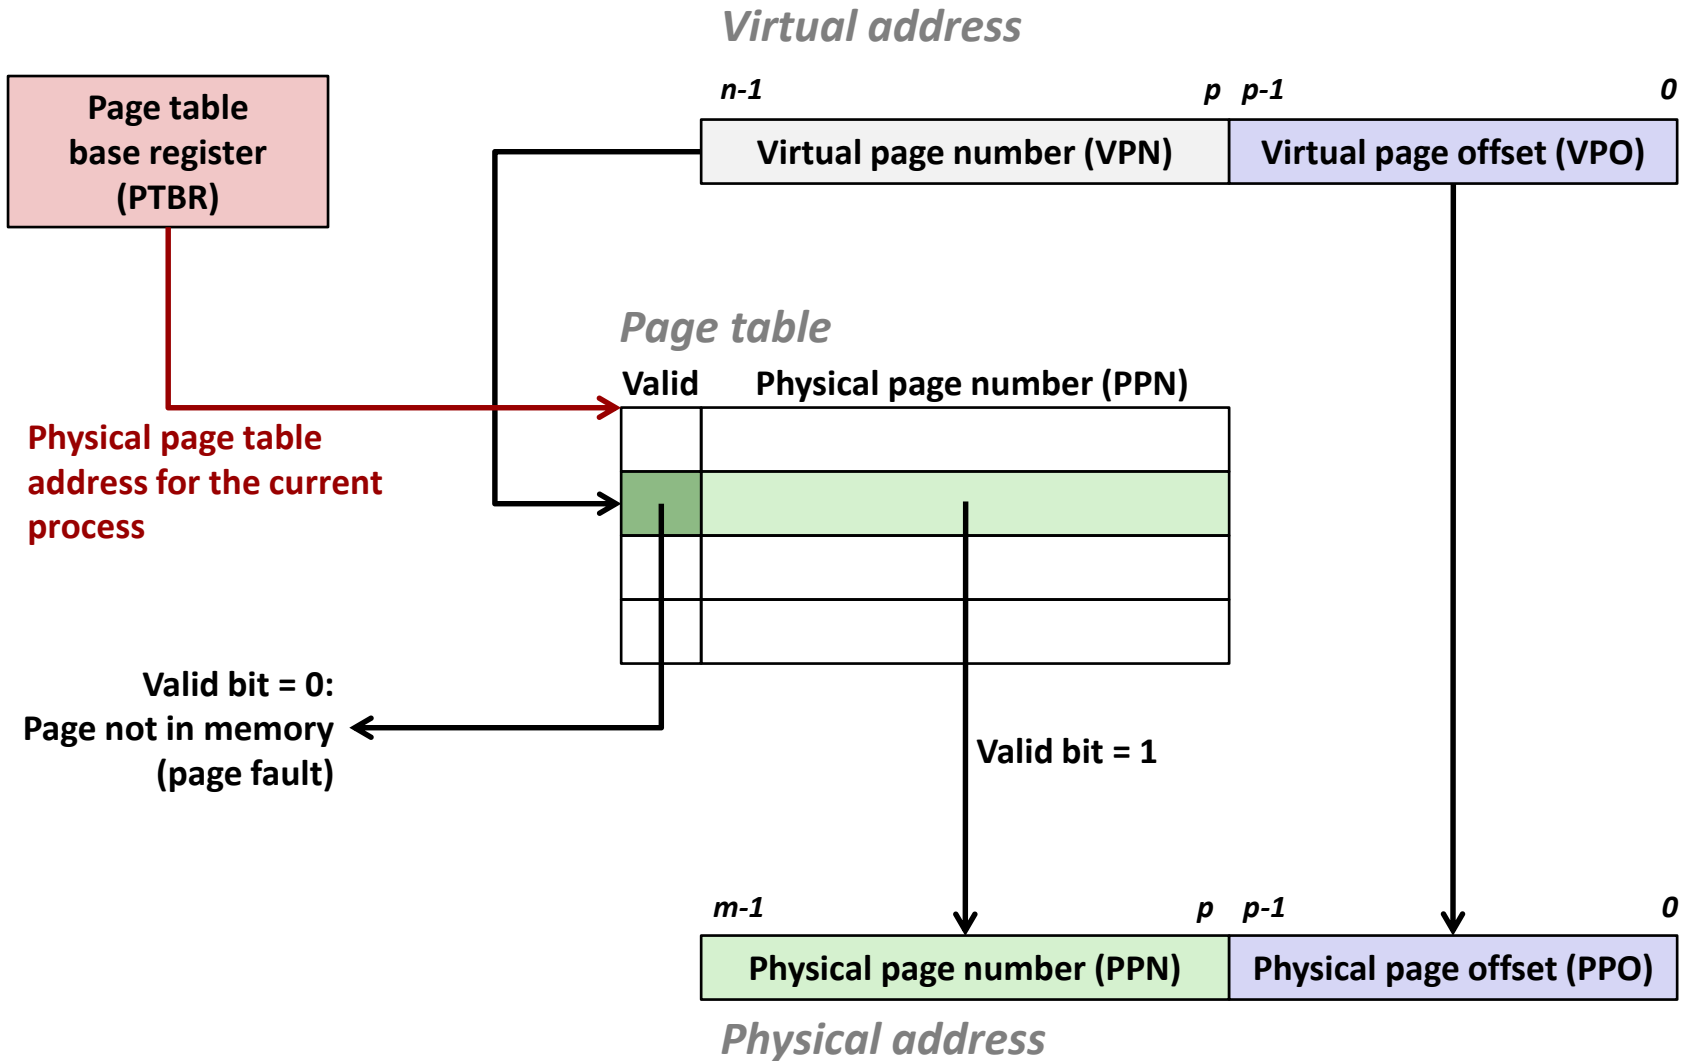 Virtual address
n-1 p p-1 0
Page table
base register
(PTBR)
Virtual page number (VPN) Virtual page offset (VPO)
Page table
Valid Physical page number (PPN)
Physical page table
address for the current
process
Valid bit = 0:
Page not in memory
(page fault)
Valid bit = 1
m-1 p p-1 0
Physical page number (PPN) Physical page offset (PPO)
Physical address